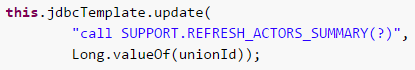 this.jdbcTemplate.update(
"call SUPPORT.REFRESH_ACTORS_SUMMARY(?)",
Long.valueOf(unionId));